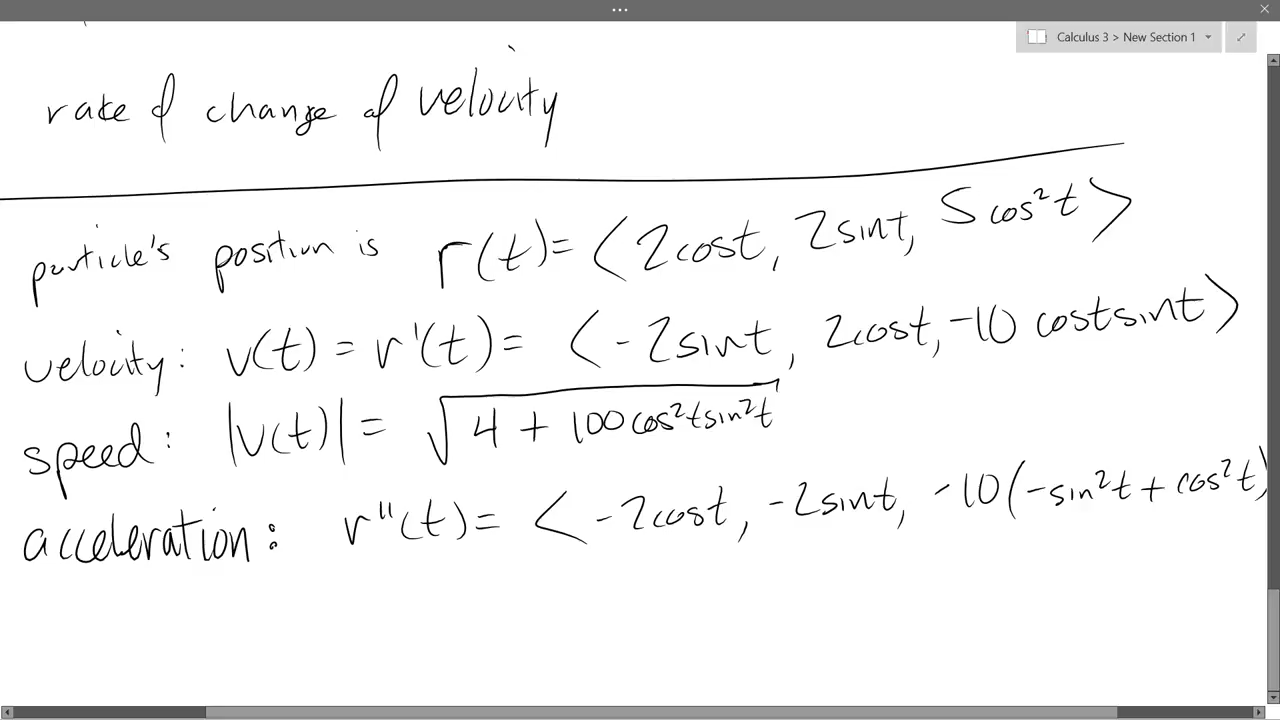 Calculus 3 > New Section 1
rate of change of velocity
particle's position is r(t)= ⟨2cost, 2sint, 5cos²t⟩
velocity: v(t) = r'(t)= ⟨-2sint, 2cost, -10 costsint⟩
speed: |v(t)| = √(4 + 100cos²tsin²t)
acceleration: r''(t)= <-2cost, -2sint, -10(-sin²t + cos²t)